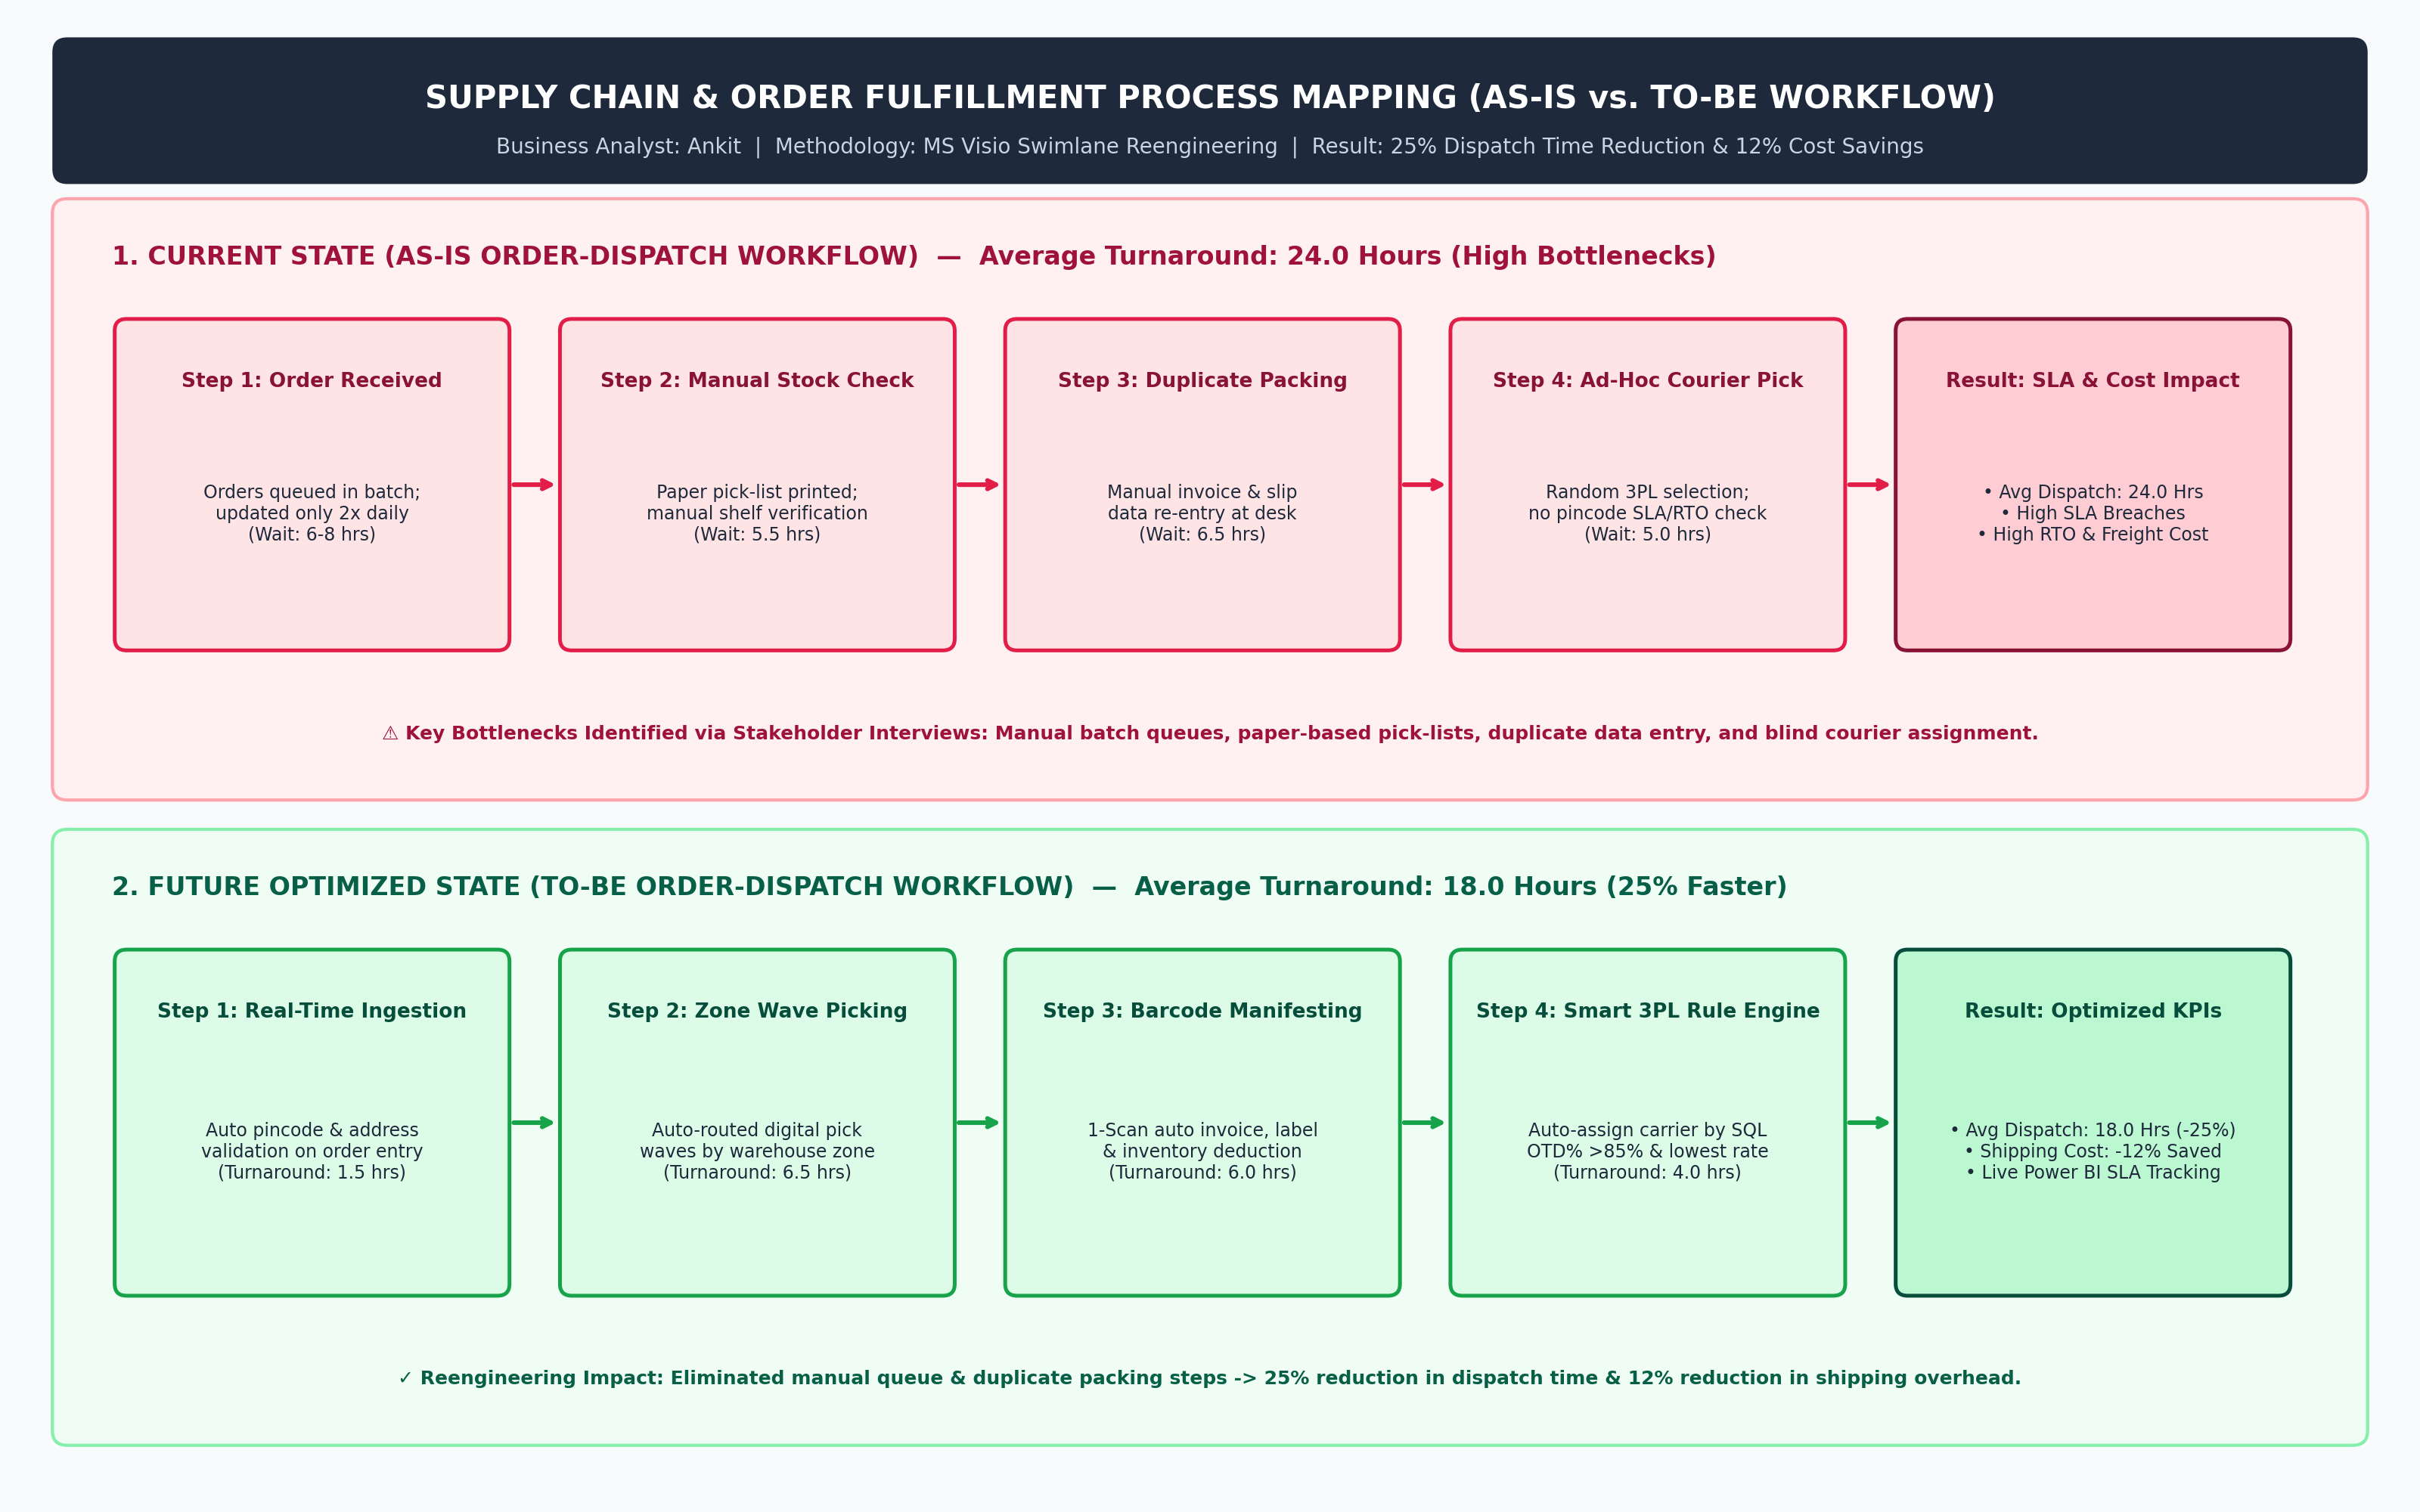 SUPPLY CHAIN & ORDER FULFILLMENT PROCESS MAPPING (AS-IS vs. TO-BE WORKFLOW)
Business Analyst: Ankit | Methodology: MS Visio Swimlane Reengineering | Result: 25% Dispatch Time Reduction & 12% Cost Savings
1. CURRENT STATE (AS-IS ORDER-DISPATCH WORKFLOW) — Average Turnaround: 24.0 Hours (High Bottlenecks)
Step 1: Order Received
Orders queued in batch;
updated only 2x daily
(Wait: 6-8 hrs)
Step 2: Manual Stock Check
Paper pick-list printed;
manual shelf verification
(Wait: 5.5 hrs)
Step 3: Duplicate Packing
Manual invoice & slip
data re-entry at desk
(Wait: 6.5 hrs)
Step 4: Ad-Hoc Courier Pick
Random 3PL selection;
no pincode SLA/RTO check
(Wait: 5.0 hrs)
Result: SLA & Cost Impact
• Avg Dispatch: 24.0 Hrs
• High SLA Breaches
• High RTO & Freight Cost
⚠ Key Bottlenecks Identified via Stakeholder Interviews: Manual batch queues, paper-based pick-lists, duplicate data entry, and blind courier assignment.
2. FUTURE OPTIMIZED STATE (TO-BE ORDER-DISPATCH WORKFLOW) — Average Turnaround: 18.0 Hours (25% Faster)
Step 1: Real-Time Ingestion
Auto pincode & address
validation on order entry
(Turnaround: 1.5 hrs)
Step 2: Zone Wave Picking
Auto-routed digital pick
waves by warehouse zone
(Turnaround: 6.5 hrs)
Step 3: Barcode Manifesting
1-Scan auto invoice, label
& inventory deduction
(Turnaround: 6.0 hrs)
Step 4: Smart 3PL Rule Engine
Auto-assign carrier by SQL
OTD% >85% & lowest rate
(Turnaround: 4.0 hrs)
Result: Optimized KPIs
• Avg Dispatch: 18.0 Hrs (-25%)
• Shipping Cost: -12% Saved
• Live Power BI SLA Tracking
✓ Reengineering Impact: Eliminated manual queue & duplicate packing steps -> 25% reduction in dispatch time & 12% reduction in shipping overhead.